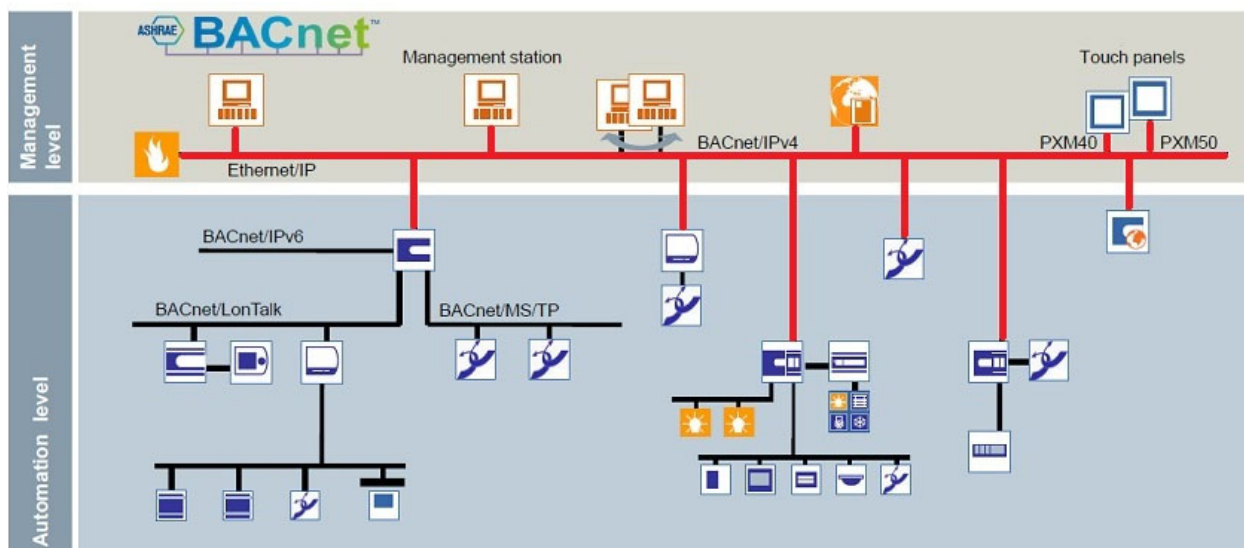 ASHRAE BACnet™
Management station
Touch panels
BACnet/IPv4
PXM40
PXM50
Ethernet/IP
Management
level
BACnet/IPv6
BACnet/LonTalk
BACnet/MS/TP
Automation level